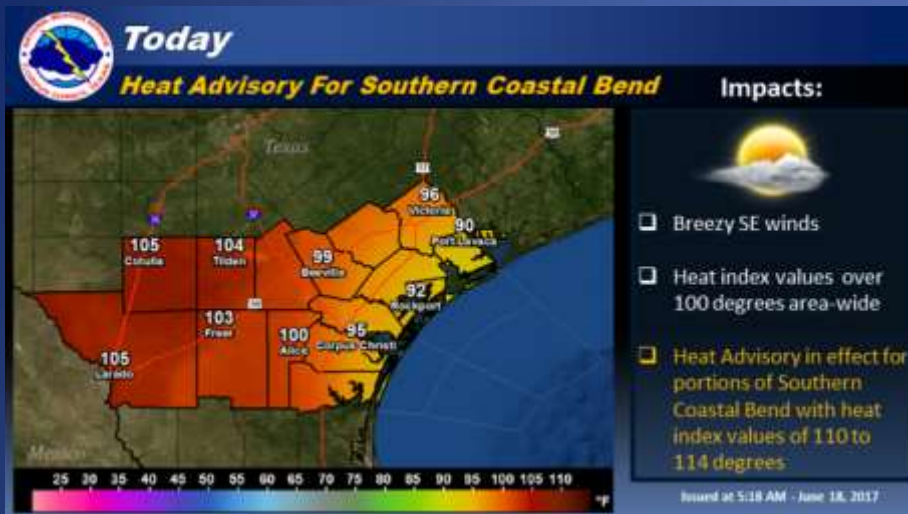 Today
Heat Advisory For Southern Coastal Bend
Impacts:
Texas
96
Victoria
90
Port Lavaca
105
Cotulla
104
Tilden
99
Beeville
92
Rockport
103
Freer
100
Alice
95
Corpus Christi
105
Laredo
Mexico
25 30 35 40 45 50 55 60 65 70 75 80 85 90 95 100 105 110
°F
Breezy SE winds
Heat index values over
100 degrees area-wide
Heat Advisory in effect for
portions of Southern
Coastal Bend with heat
index values of 110 to
114 degrees
Issued at 5:18 AM - June 18, 2017